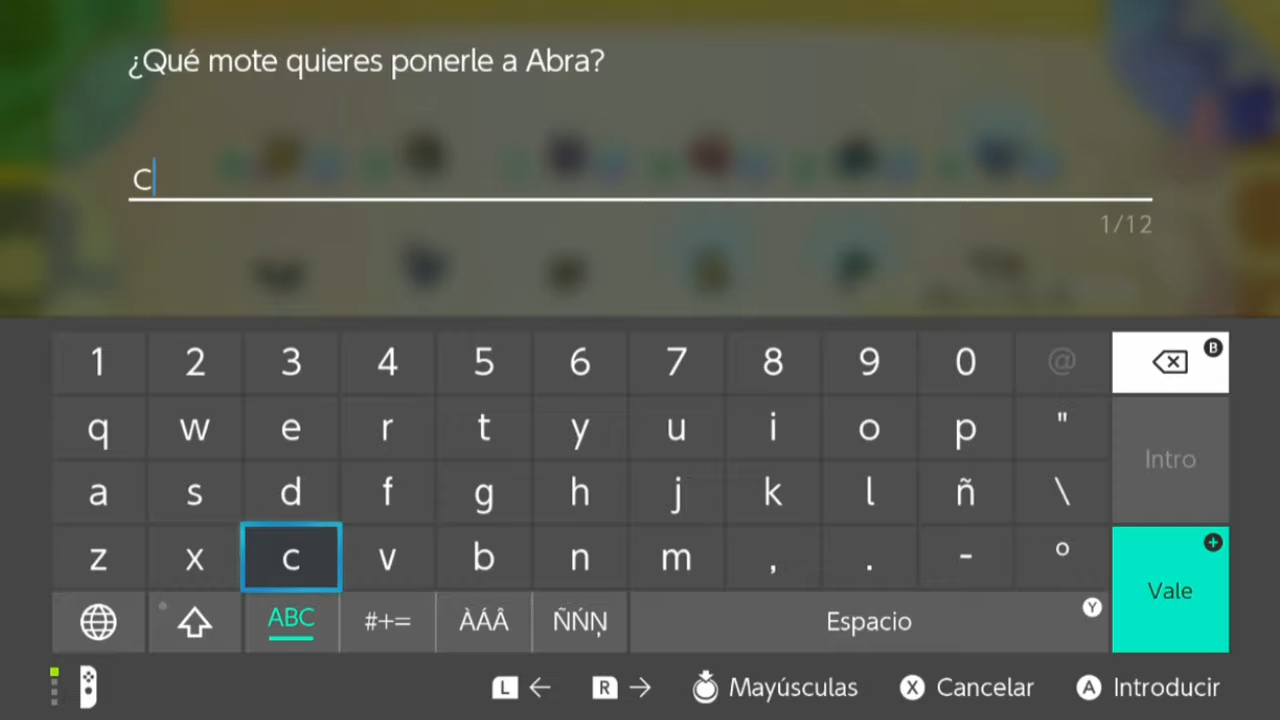 ¿Qué mote quieres ponerle a Abra?
C
1/12
1 2 3 4 5 6 7 8 9 0 @ B
q w e r t y u i o p "
Intro
a s d f g h j k l ñ \
z x c v b n m , . - º
+
Vale
ABC #+= ÀÁÂ ÑŃŅ Espacio Y
L ← R → Mayúsculas X Cancelar A Introducir